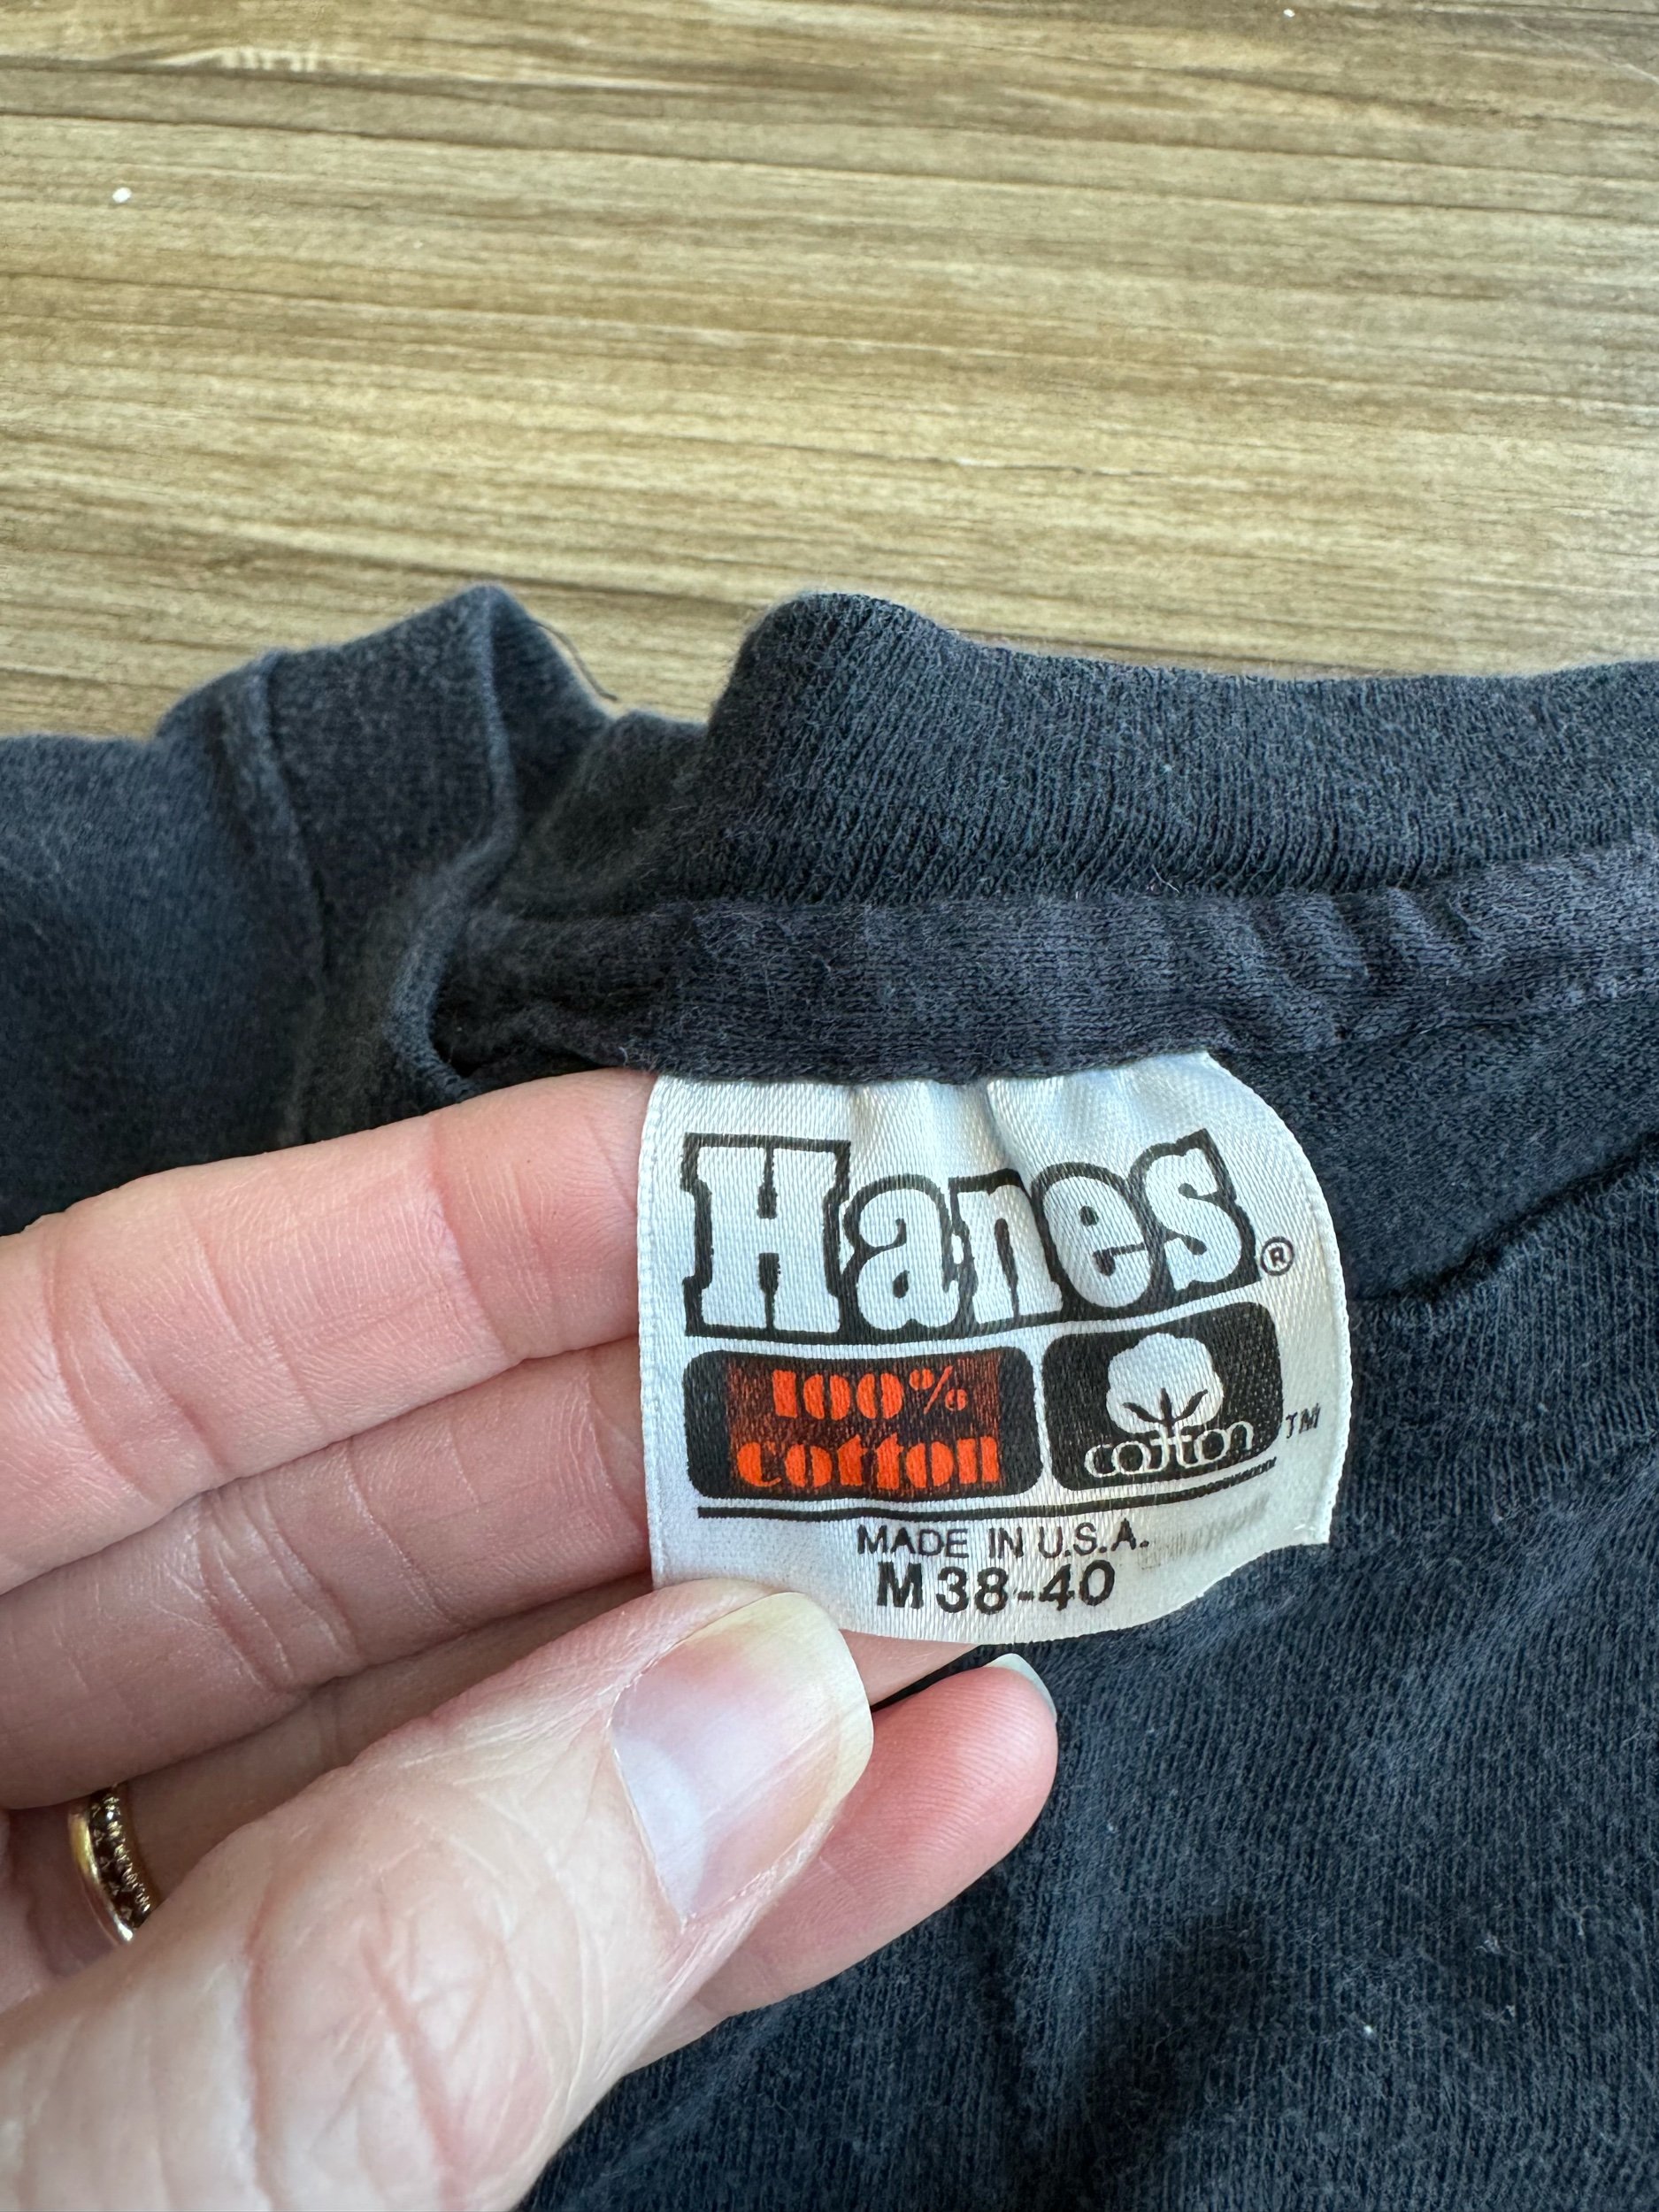 Hanes ®
100% cotton
cotton ™
MADE IN U.S.A.
M 38-40